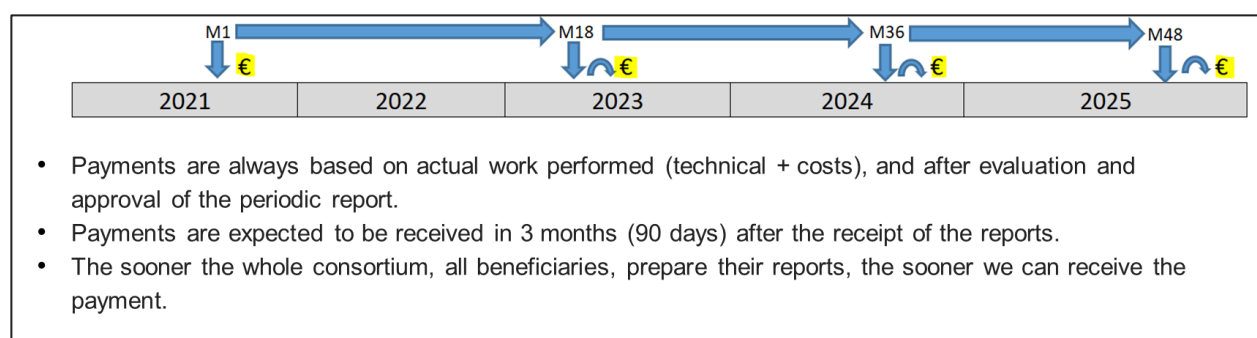 M1 M18 M36 M48
€ € € €
2021 2022 2023 2024 2025
• Payments are always based on actual work performed (technical + costs), and after evaluation and
approval of the periodic report.
• Payments are expected to be received in 3 months (90 days) after the receipt of the reports.
• The sooner the whole consortium, all beneficiaries, prepare their reports, the sooner we can receive the
payment.